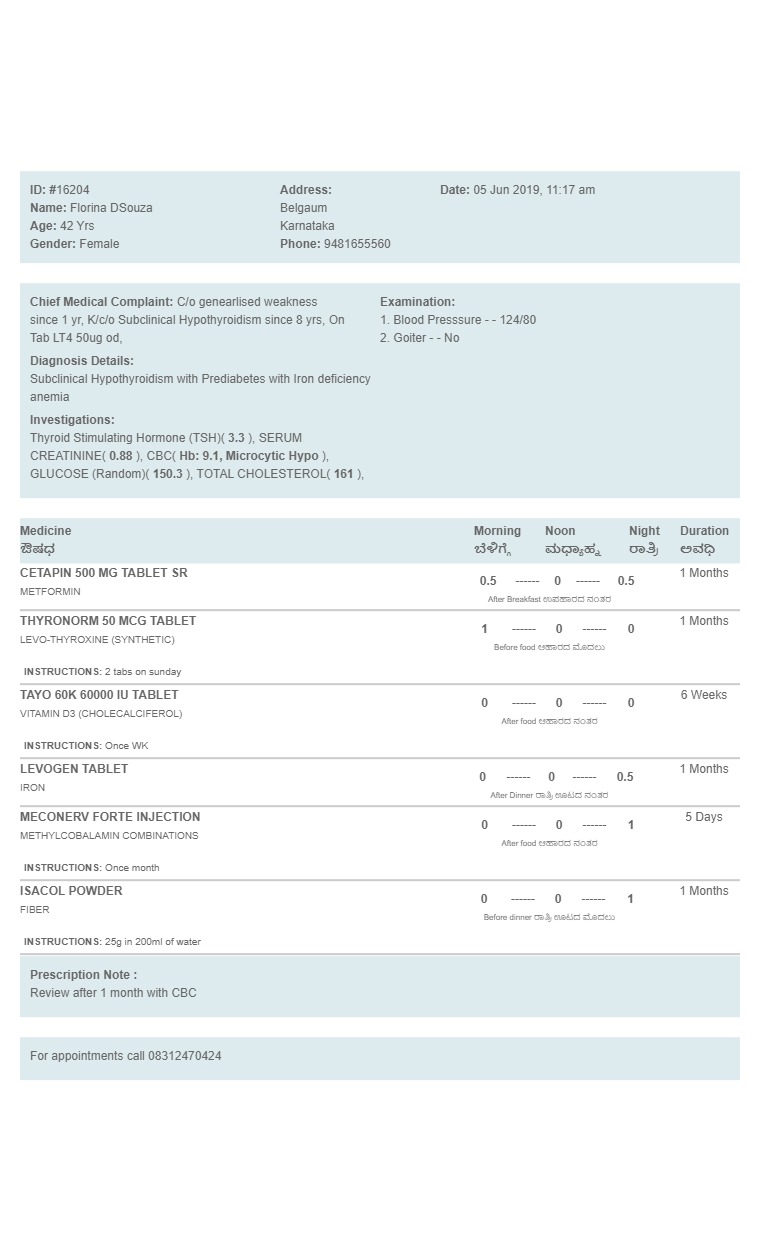 ID: #16204
Name: Florina DSouza
Age: 42 Yrs
Gender: Female
Address:
Belgaum
Karnataka
Phone: 9481655560
Date: 05 Jun 2019, 11:17 am
Chief Medical Complaint: C/o genearlised weakness
since 1 yr, K/c/o Subclinical Hypothyroidism since 8 yrs, On
Tab LT4 50ug od,
Diagnosis Details:
Subclinical Hypothyroidism with Prediabetes with Iron deficiency
anemia
Investigations:
Thyroid Stimulating Hormone (TSH)( 3.3 ), SERUM
CREATININE( 0.88 ), CBC( Hb: 9.1, Microcytic Hypo ),
GLUCOSE (Random)( 150.3 ), TOTAL CHOLESTEROL( 161 ),
Examination:
1. Blood Presssure - - 124/80
2. Goiter - - No
Medicine Morning Noon Night Duration
ಔಷಧ ಬೆಳಿಗ್ಗೆ ಮಧ್ಯಾಹ್ನ ರಾತ್ರಿ ಅವಧಿ
CETAPIN 500 MG TABLET SR 0.5 ------ 0 ------ 0.5 1 Months
METFORMIN After Breakfast ಉಪಹಾರದ ನಂತರ
THYRONORM 50 MCG TABLET 1 ------ 0 ------ 0 1 Months
LEVO-THYROXINE (SYNTHETIC) Before food ಆಹಾರದ ಮೊದಲು
INSTRUCTIONS: 2 tabs on sunday
TAYO 60K 60000 IU TABLET 0 ------ 0 ------ 0 6 Weeks
VITAMIN D3 (CHOLECALCIFEROL) After food ಆಹಾರದ ನಂತರ
INSTRUCTIONS: Once WK
LEVOGEN TABLET 0 ------ 0 ------ 0.5 1 Months
IRON After Dinner ರಾತ್ರಿ ಊಟದ ನಂತರ
MECONERV FORTE INJECTION 0 ------ 0 ------ 1 5 Days
METHYLCOBALAMIN COMBINATIONS After food ಆಹಾರದ ನಂತರ
INSTRUCTIONS: Once month
ISACOL POWDER 0 ------ 0 ------ 1 1 Months
FIBER Before dinner ರಾತ್ರಿ ಊಟದ ಮೊದಲು
INSTRUCTIONS: 25g in 200ml of water
Prescription Note :
Review after 1 month with CBC
For appointments call 08312470424